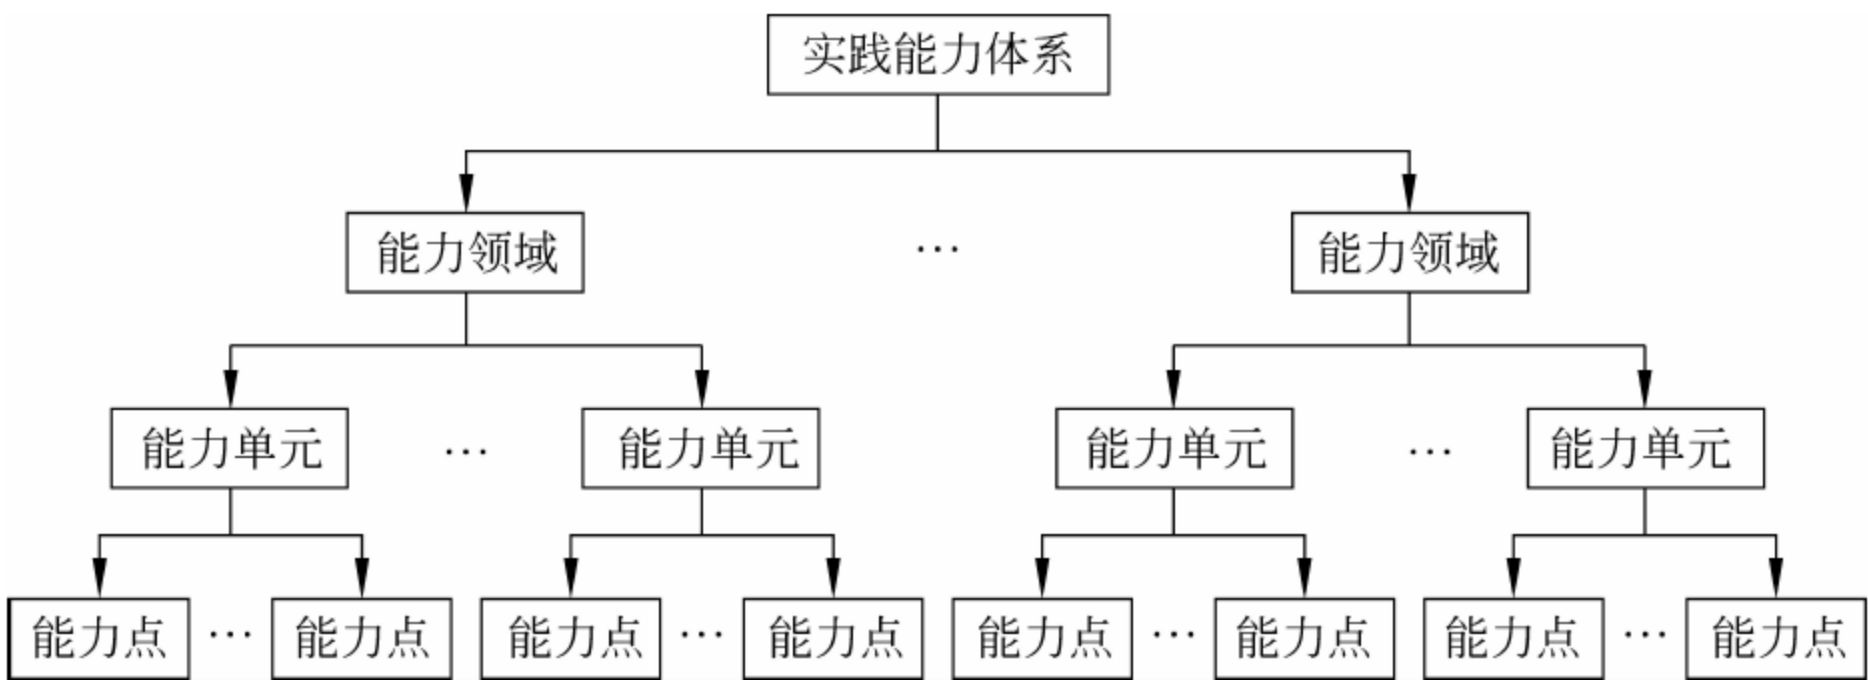 实践能力体系
能力领域 … 能力领域
能力单元 … 能力单元 能力单元 … 能力单元
能力点 … 能力点 能力点 … 能力点 能力点 … 能力点 能力点 … 能力点